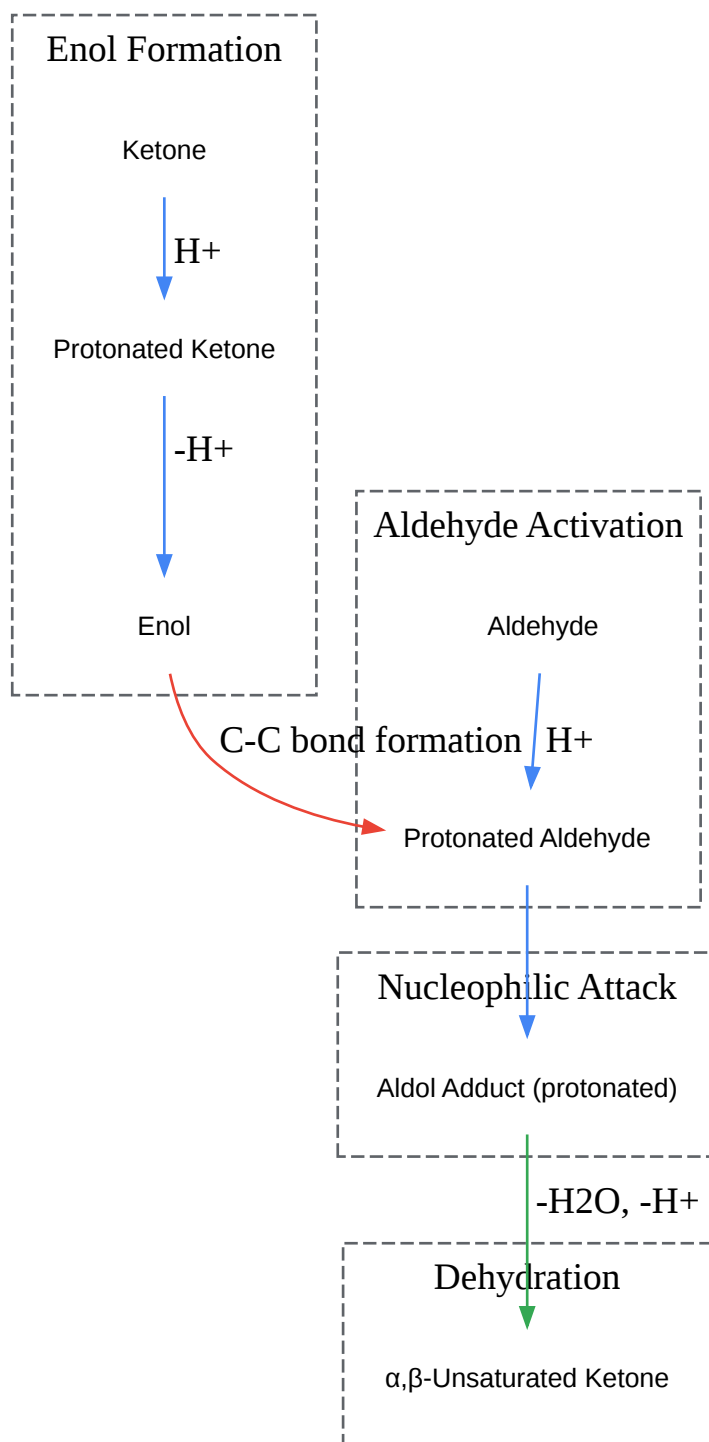 Enol Formation
Ketone
H+
Protonated Ketone
-H+
Enol
Aldehyde Activation
Aldehyde
C-C bond formation
H+
Protonated Aldehyde
Nucleophilic Attack
Aldol Adduct (protonated)
-H2O, -H+
Dehydration
α,β-Unsaturated Ketone